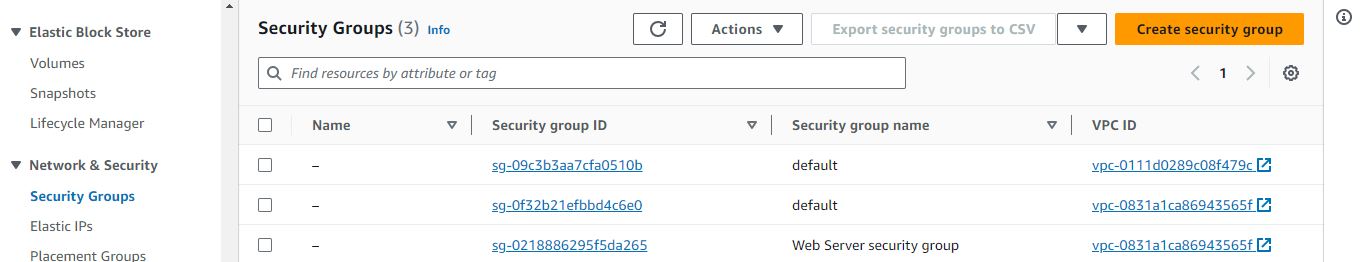 Elastic Block Store
Volumes
Snapshots
Lifecycle Manager
Network & Security
Security Groups
Elastic IPs
Placement Groups
Security Groups (3) Info
Actions
Export security groups to CSV
Create security group
Find resources by attribute or tag
1
Name Security group ID Security group name VPC ID
– sg-09c3b3aa7cfa0510b default vpc-0111d0289c08f479c
– sg-0f32b21efbbd4c6e0 default vpc-0831a1ca86943565f
– sg-0218886295f5da265 Web Server security group vpc-0831a1ca86943565f